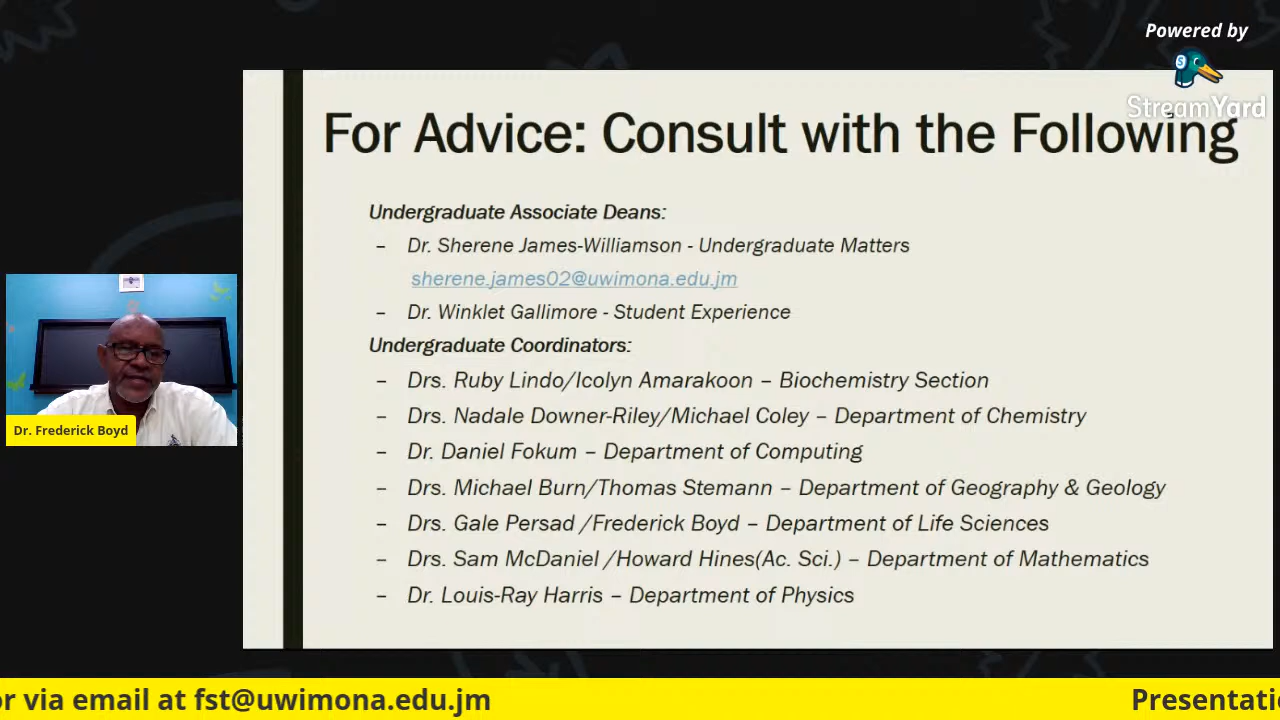 Powered by
StreamYard
For Advice: Consult with the Following
Undergraduate Associate Deans:
– Dr. Sherene James-Williamson - Undergraduate Matters
sherene.james02@uwimona.edu.jm
– Dr. Winklet Gallimore - Student Experience
Undergraduate Coordinators:
– Drs. Ruby Lindo/Icolyn Amarakoon – Biochemistry Section
– Drs. Nadale Downer-Riley/Michael Coley – Department of Chemistry
– Dr. Daniel Fokum – Department of Computing
– Drs. Michael Burn/Thomas Stemann – Department of Geography & Geology
– Drs. Gale Persad /Frederick Boyd – Department of Life Sciences
– Drs. Sam McDaniel /Howard Hines(Ac. Sci.) – Department of Mathematics
– Dr. Louis-Ray Harris – Department of Physics
Dr. Frederick Boyd
or via email at fst@uwimona.edu.jm
Presentati